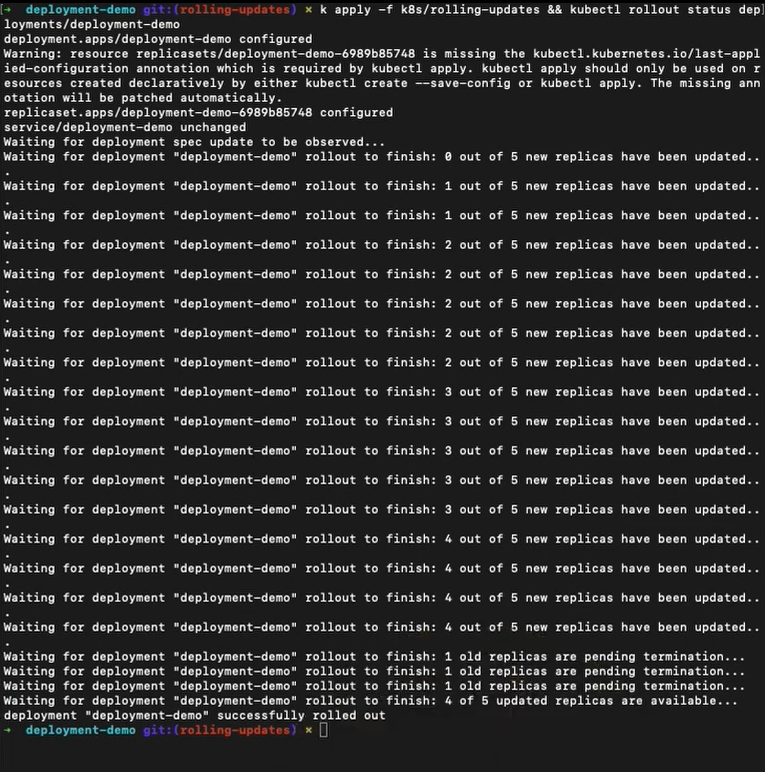 ➜  deployment-demo git:(rolling-updates) × k apply -f k8s/rolling-updates && kubectl rollout status dep
loyments/deployment-demo
deployment.apps/deployment-demo configured
Warning: resource replicasets/deployment-demo-6989b85748 is missing the kubectl.kubernetes.io/last-appl
ied-configuration annotation which is required by kubectl apply. kubectl apply should only be used on r
esources created declaratively by either kubectl create --save-config or kubectl apply. The missing ann
otation will be patched automatically.
replicaset.apps/deployment-demo-6989b85748 configured
service/deployment-demo unchanged
Waiting for deployment spec update to be observed...
Waiting for deployment "deployment-demo" rollout to finish: 0 out of 5 new replicas have been updated..
.
Waiting for deployment "deployment-demo" rollout to finish: 1 out of 5 new replicas have been updated..
.
Waiting for deployment "deployment-demo" rollout to finish: 1 out of 5 new replicas have been updated..
.
Waiting for deployment "deployment-demo" rollout to finish: 2 out of 5 new replicas have been updated..
.
Waiting for deployment "deployment-demo" rollout to finish: 2 out of 5 new replicas have been updated..
.
Waiting for deployment "deployment-demo" rollout to finish: 2 out of 5 new replicas have been updated..
.
Waiting for deployment "deployment-demo" rollout to finish: 2 out of 5 new replicas have been updated..
.
Waiting for deployment "deployment-demo" rollout to finish: 2 out of 5 new replicas have been updated..
.
Waiting for deployment "deployment-demo" rollout to finish: 3 out of 5 new replicas have been updated..
.
Waiting for deployment "deployment-demo" rollout to finish: 3 out of 5 new replicas have been updated..
.
Waiting for deployment "deployment-demo" rollout to finish: 3 out of 5 new replicas have been updated..
.
Waiting for deployment "deployment-demo" rollout to finish: 3 out of 5 new replicas have been updated..
.
Waiting for deployment "deployment-demo" rollout to finish: 3 out of 5 new replicas have been updated..
.
Waiting for deployment "deployment-demo" rollout to finish: 4 out of 5 new replicas have been updated..
.
Waiting for deployment "deployment-demo" rollout to finish: 4 out of 5 new replicas have been updated..
.
Waiting for deployment "deployment-demo" rollout to finish: 4 out of 5 new replicas have been updated..
.
Waiting for deployment "deployment-demo" rollout to finish: 4 out of 5 new replicas have been updated..
.
Waiting for deployment "deployment-demo" rollout to finish: 1 old replicas are pending termination...
Waiting for deployment "deployment-demo" rollout to finish: 1 old replicas are pending termination...
Waiting for deployment "deployment-demo" rollout to finish: 1 old replicas are pending termination...
Waiting for deployment "deployment-demo" rollout to finish: 4 of 5 updated replicas are available...
deployment "deployment-demo" successfully rolled out
➜  deployment-demo git:(rolling-updates) ×